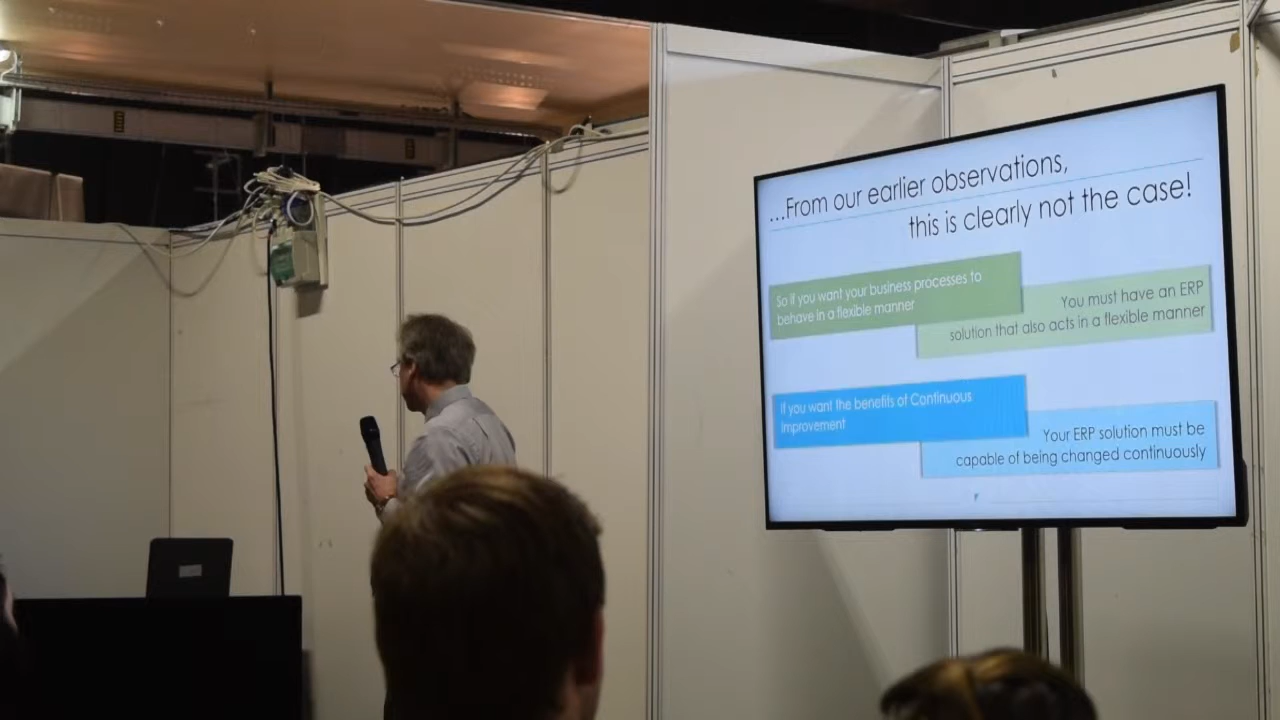 ...From our earlier observations,
this is clearly not the case!
So if you want your business processes to
behave in a flexible manner
You must have an ERP
solution that also acts in a flexible manner
If you want the benefits of Continuous
Improvement
Your ERP solution must be
capable of being changed continuously